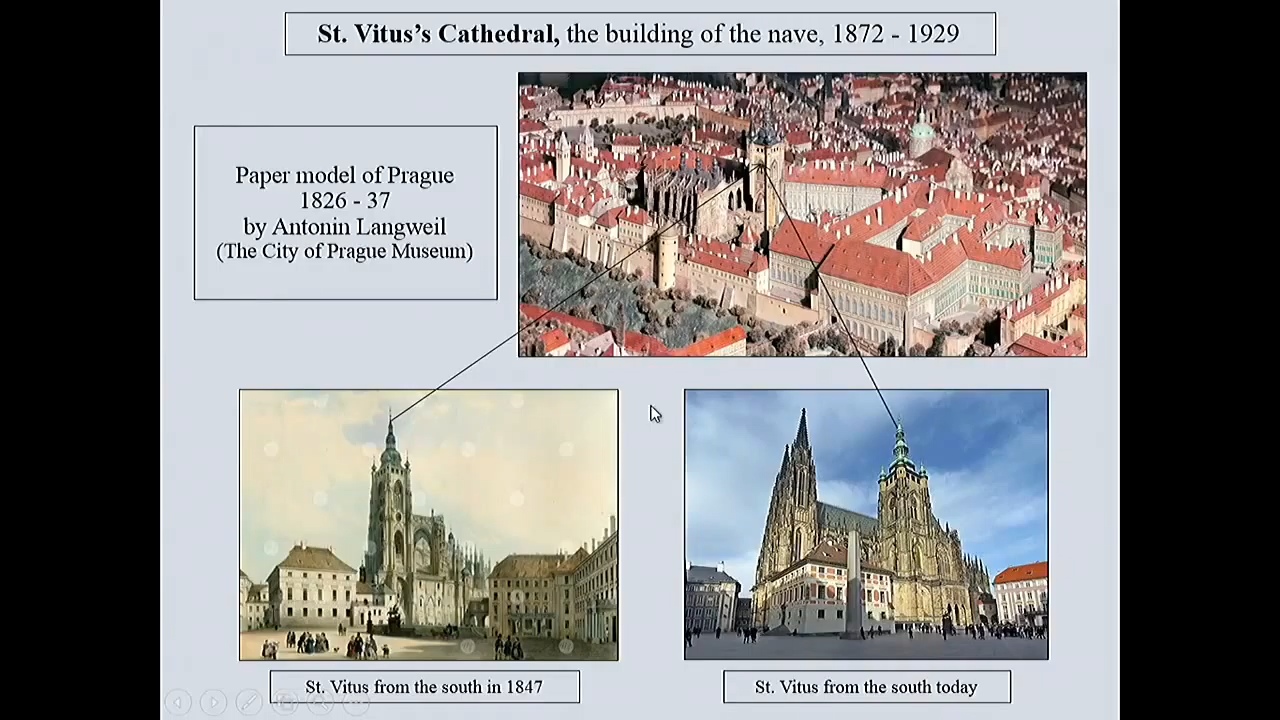 St. Vitus's Cathedral, the building of the nave, 1872 - 1929
Paper model of Prague
1826 - 37
by Antonin Langweil
(The City of Prague Museum)
St. Vitus from the south in 1847
St. Vitus from the south today